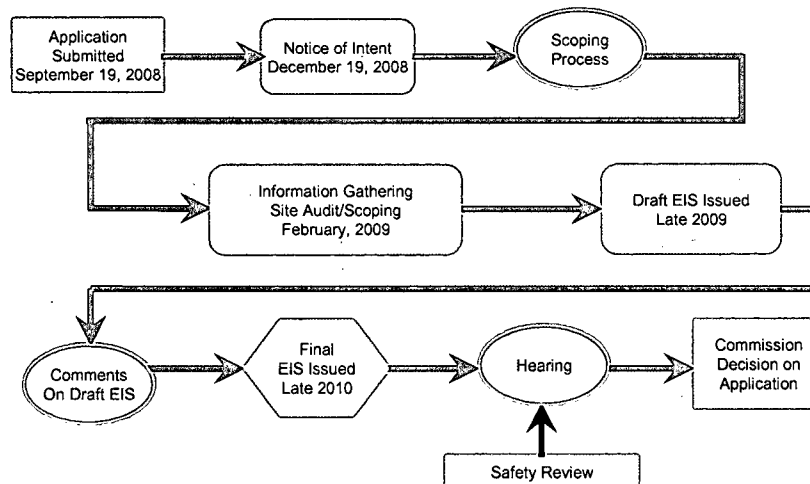 Application
Submitted
September 19, 2008
Notice of Intent
December 19, 2008
Scoping
Process
Information Gathering
Site Audit/Scoping
February, 2009
Draft EIS Issued
Late 2009
Comments
On Draft EIS
Final
EIS Issued
Late 2010
Hearing
Commission
Decision on
Application
Safety Review